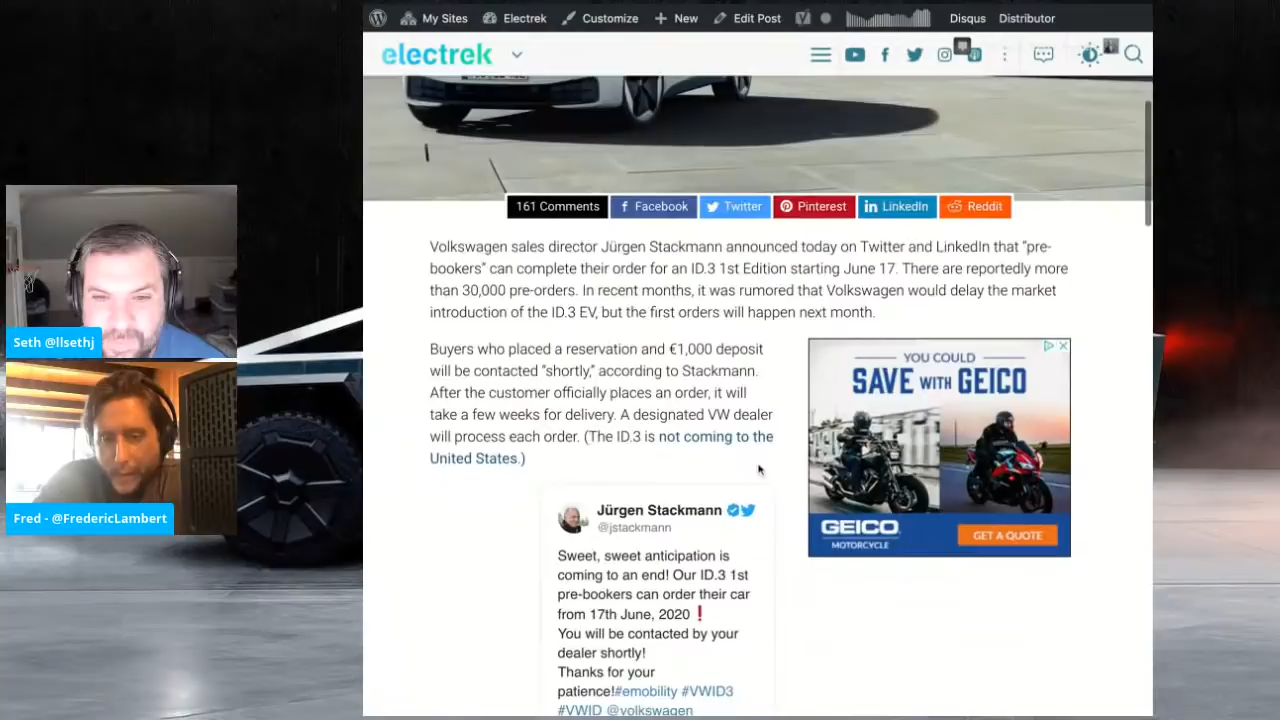 My Sites Electrek Customize New Edit Post Disqus Distributor
electrek
161 Comments Facebook Twitter Pinterest LinkedIn Reddit
Volkswagen sales director Jürgen Stackmann announced today on Twitter and LinkedIn that “pre-
bookers” can complete their order for an ID.3 1st Edition starting June 17. There are reportedly more
than 30,000 pre-orders. In recent months, it was rumored that Volkswagen would delay the market
introduction of the ID.3 EV, but the first orders will happen next month.
Buyers who placed a reservation and €1,000 deposit
will be contacted “shortly,” according to Stackmann.
After the customer officially places an order, it will
take a few weeks for delivery. A designated VW dealer
will process each order. (The ID.3 is not coming to the
United States.)
YOU COULD
SAVE WITH GEICO
GEICO
MOTORCYCLE
GET A QUOTE
Jürgen Stackmann
@jstackmann
Sweet, sweet anticipation is
coming to an end! Our ID.3 1st
pre-bookers can order their car
from 17th June, 2020❗
You will be contacted by your
dealer shortly!
Thanks for your
patience!#emobility #VWID3
#VWID @volkswagen
Seth @llsethj
Fred - @FredericLambert